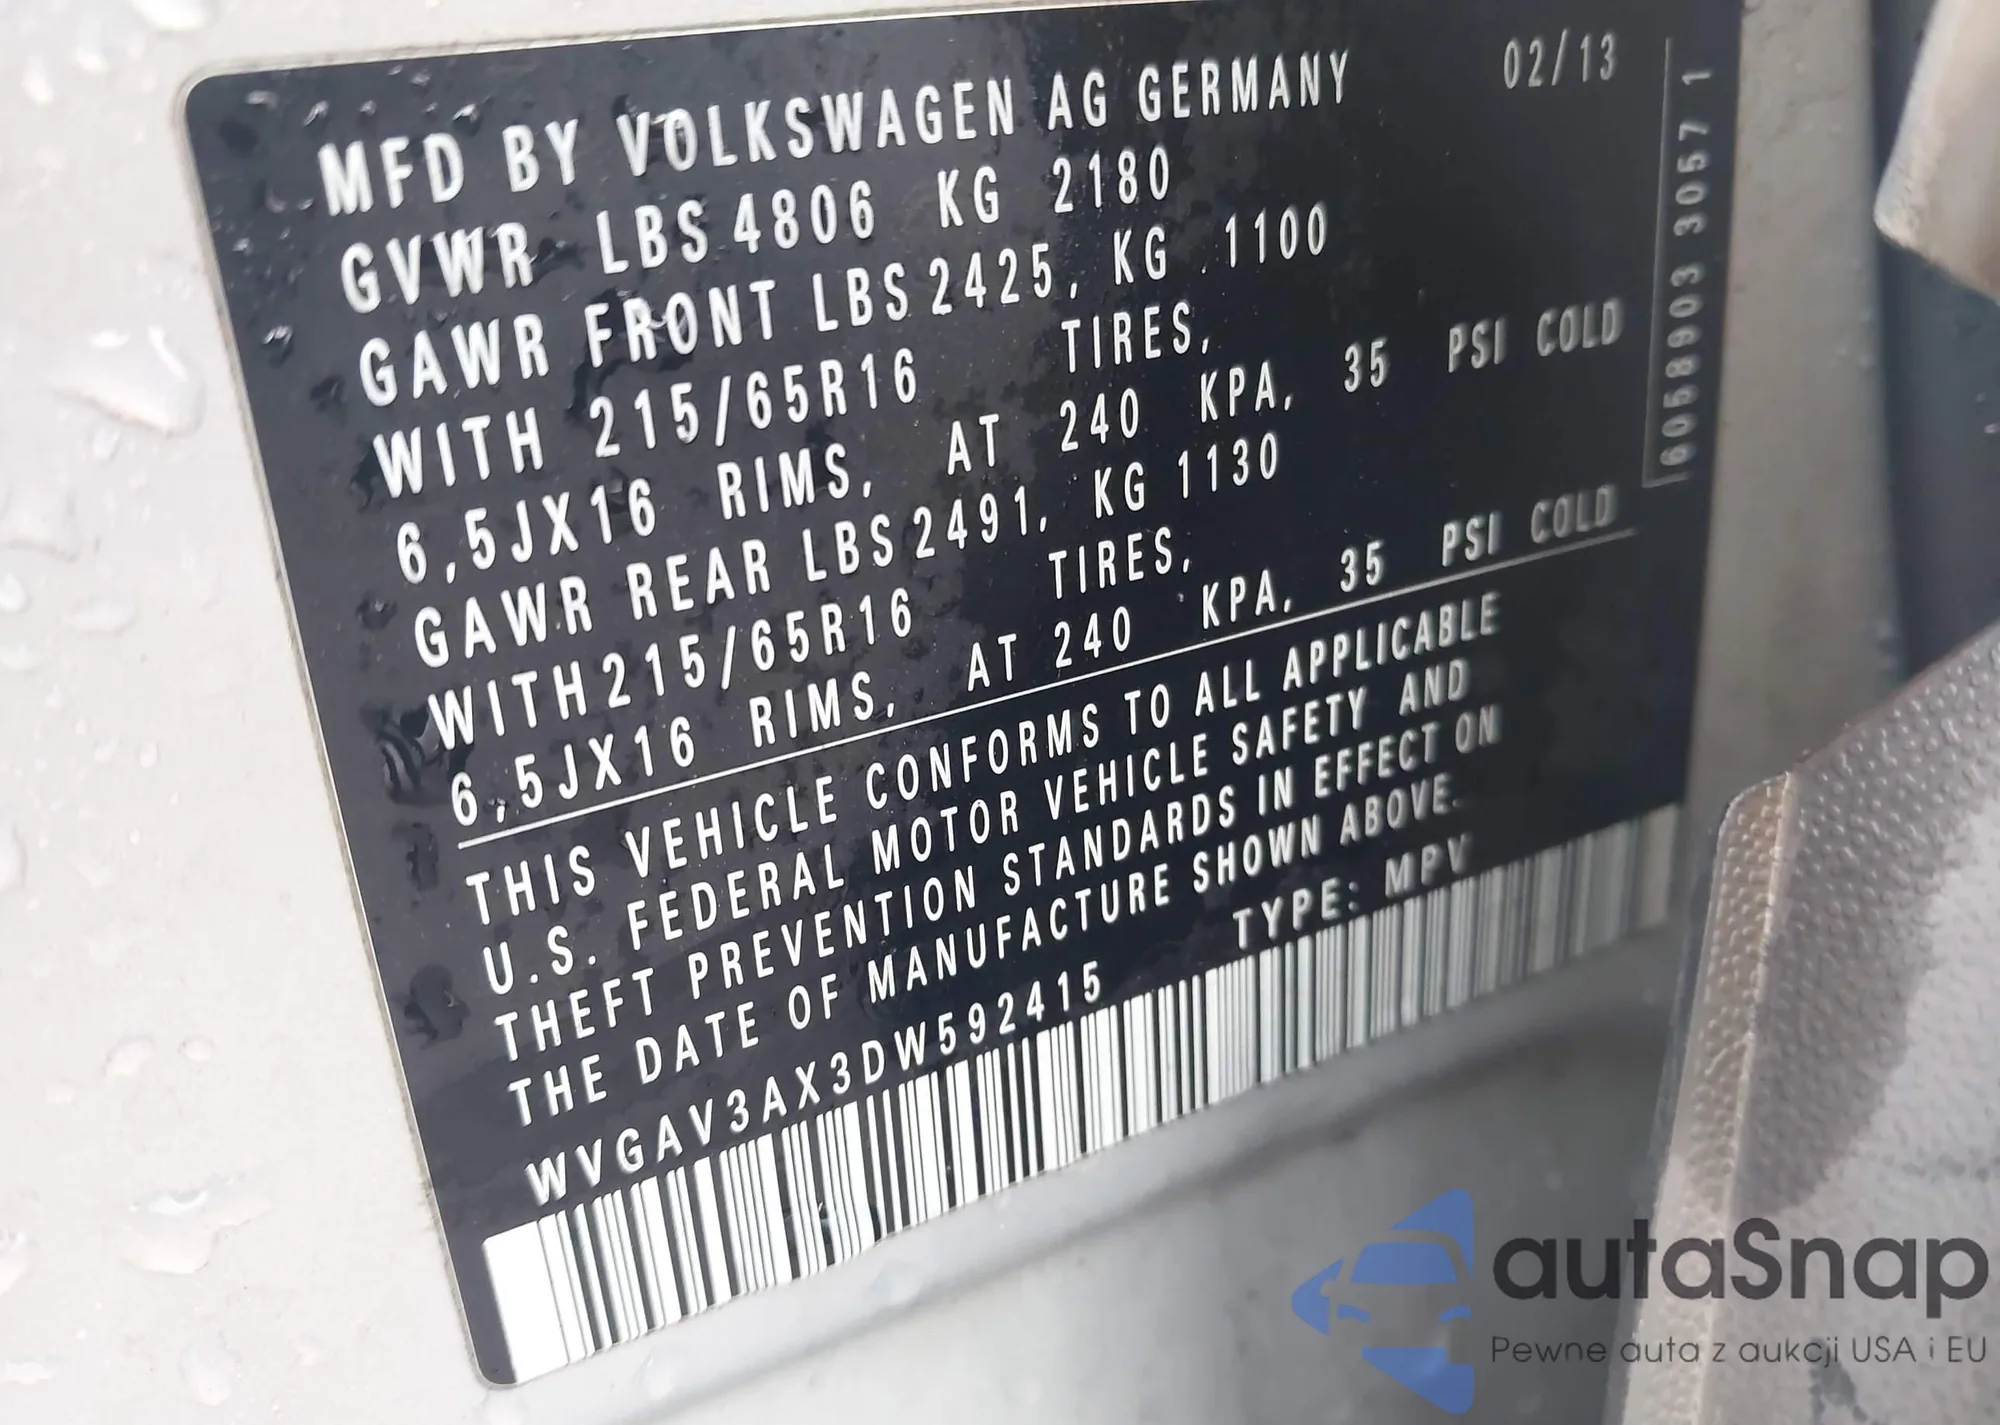 MFD BY VOLKSWAGEN AG GERMANY 02/13
GVWR LBS 4806 KG 2180
GAWR FRONT LBS 2425, KG 1100
WITH 215/65R16 TIRES,
6,5JX16 RIMS, AT 240 KPA, 35 PSI COLD
GAWR REAR LBS 2491, KG 1130
WITH 215/65R16 TIRES,
6,5JX16 RIMS, AT 240 KPA, 35 PSI COLD
THIS VEHICLE CONFORMS TO ALL APPLICABLE
U.S. FEDERAL MOTOR VEHICLE SAFETY AND
THEFT PREVENTION STANDARDS IN EFFECT ON
THE DATE OF MANUFACTURE SHOWN ABOVE.
WVGAV3AX3DW592415 TYPE: MPV
6058903 3057 1
autaSnap
Pewne auta z aukcji USA i EU